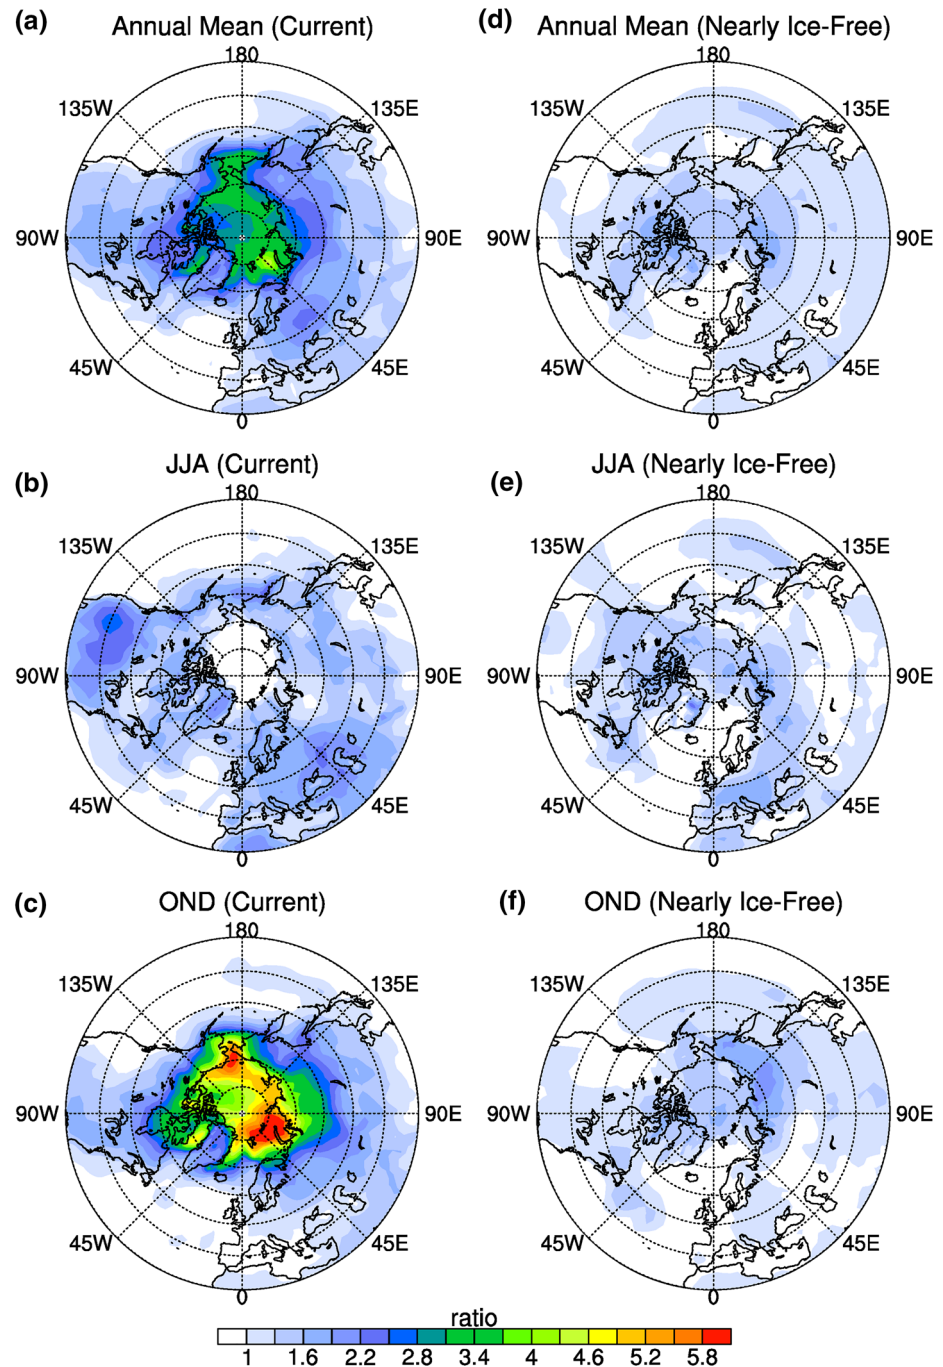 (a) Annual Mean (Current)
180
135W 135E
90W 90E
45W 45E
0
(d) Annual Mean (Nearly Ice-Free)
180
135W 135E
90W 90E
45W 45E
0
(b) JJA (Current)
180
135W 135E
90W 90E
45W 45E
0
(e) JJA (Nearly Ice-Free)
180
135W 135E
90W 90E
45W 45E
0
(c) OND (Current)
180
135W 135E
90W 90E
45W 45E
0
(f) OND (Nearly Ice-Free)
180
135W 135E
90W 90E
45W 45E
0
ratio
1 1.6 2.2 2.8 3.4 4 4.6 5.2 5.8